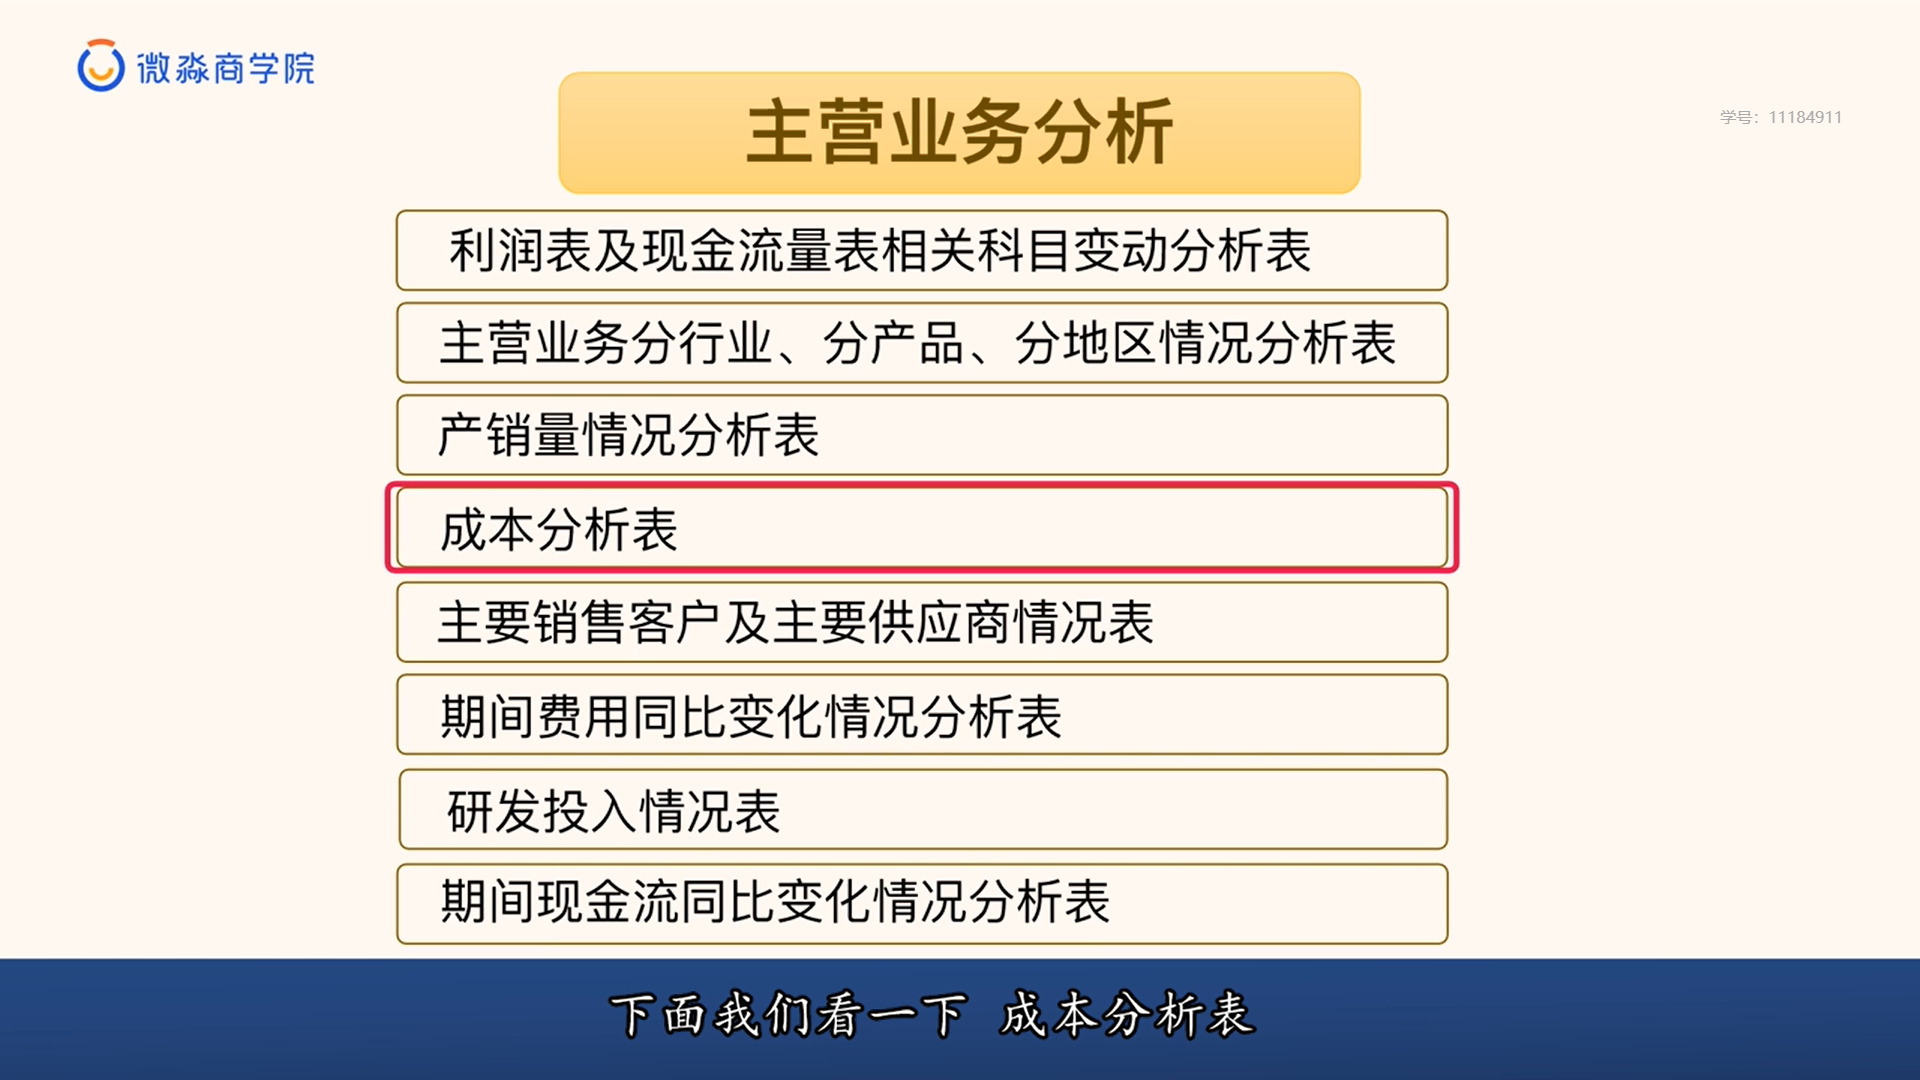 微淼商学院
学号：11184911
主营业务分析
利润表及现金流量表相关科目变动分析表
主营业务分行业、分产品、分地区情况分析表
产销量情况分析表
成本分析表
主要销售客户及主要供应商情况表
期间费用同比变化情况分析表
研发投入情况表
期间现金流同比变化情况分析表
下面我们看一下 成本分析表